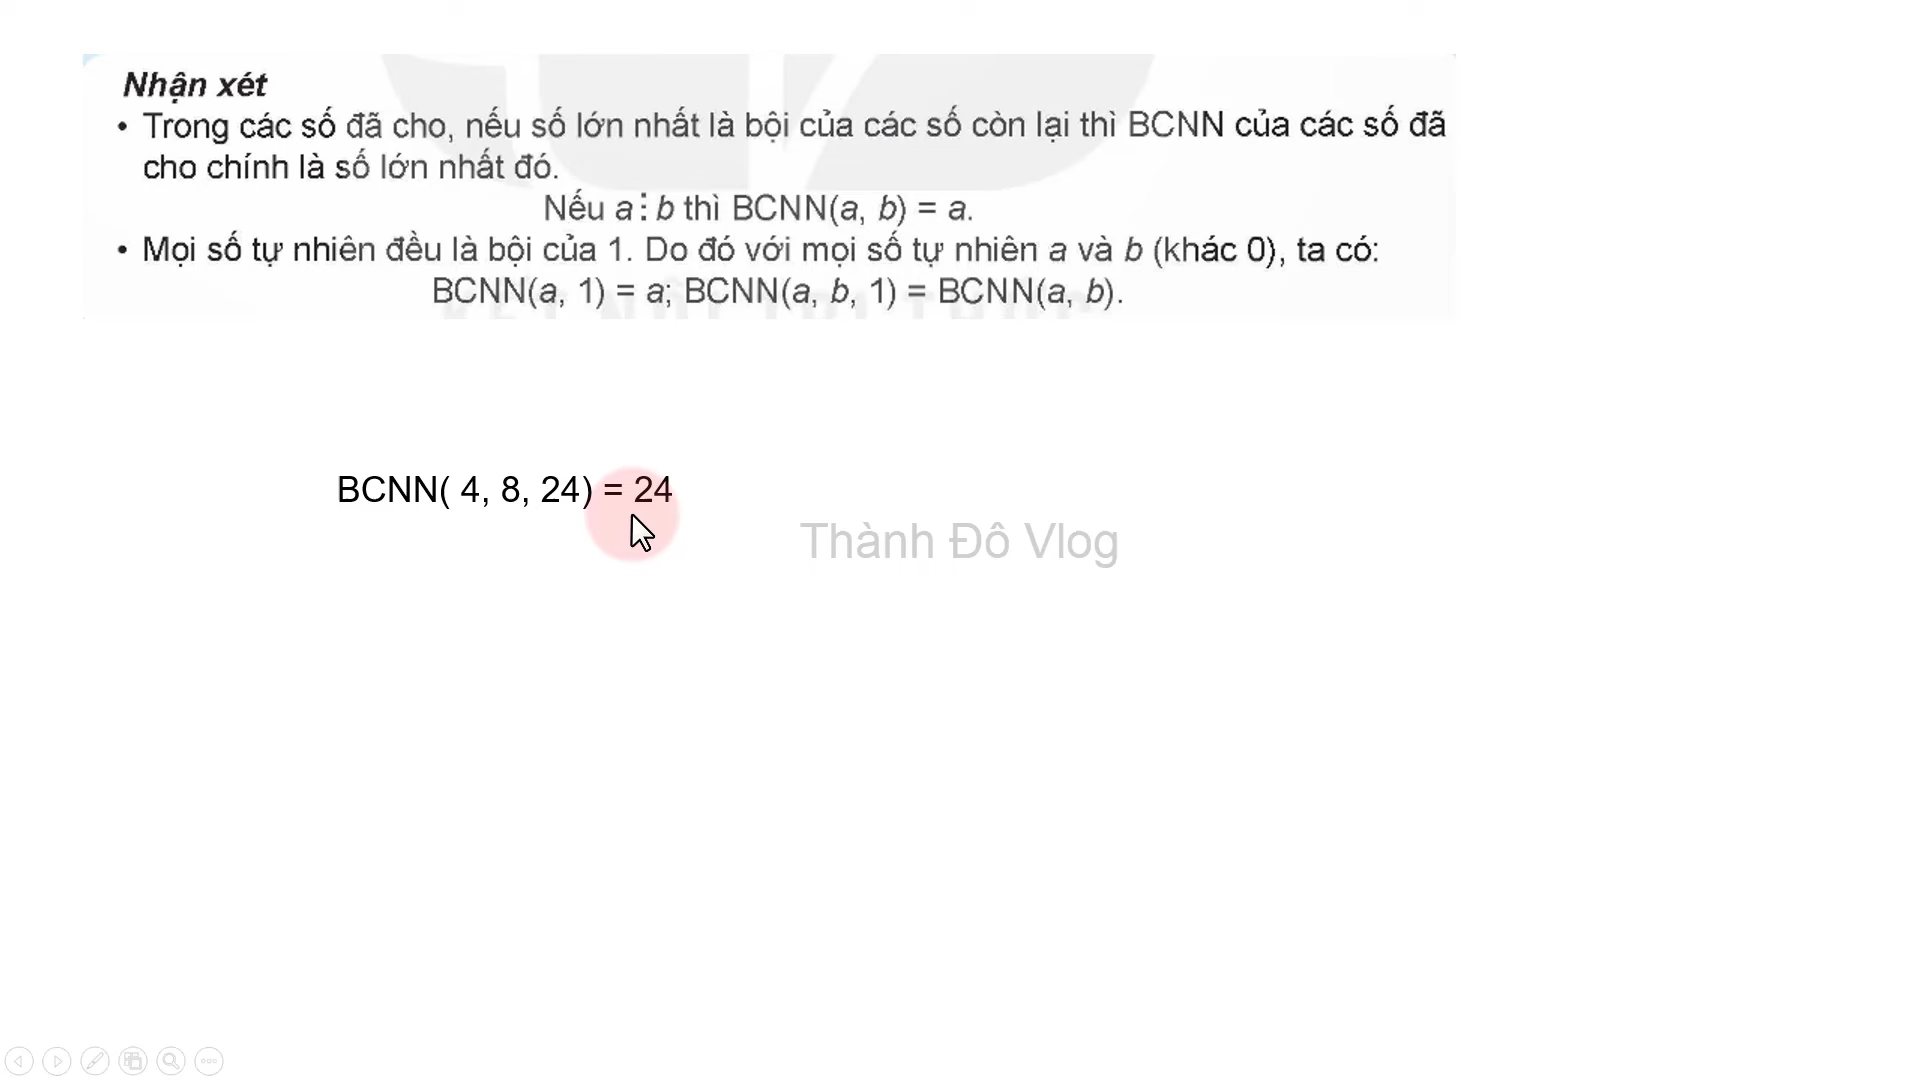 Nhận xét
• Trong các số đã cho, nếu số lớn nhất là bội của các số còn lại thì BCNN của các số đã
cho chính là số lớn nhất đó.
Nếu a⋮b thì BCNN(a, b) = a.
• Mọi số tự nhiên đều là bội của 1. Do đó với mọi số tự nhiên a và b (khác 0), ta có:
BCNN(a, 1) = a; BCNN(a, b, 1) = BCNN(a, b).
BCNN( 4, 8, 24) = 24
Thành Đô Vlog